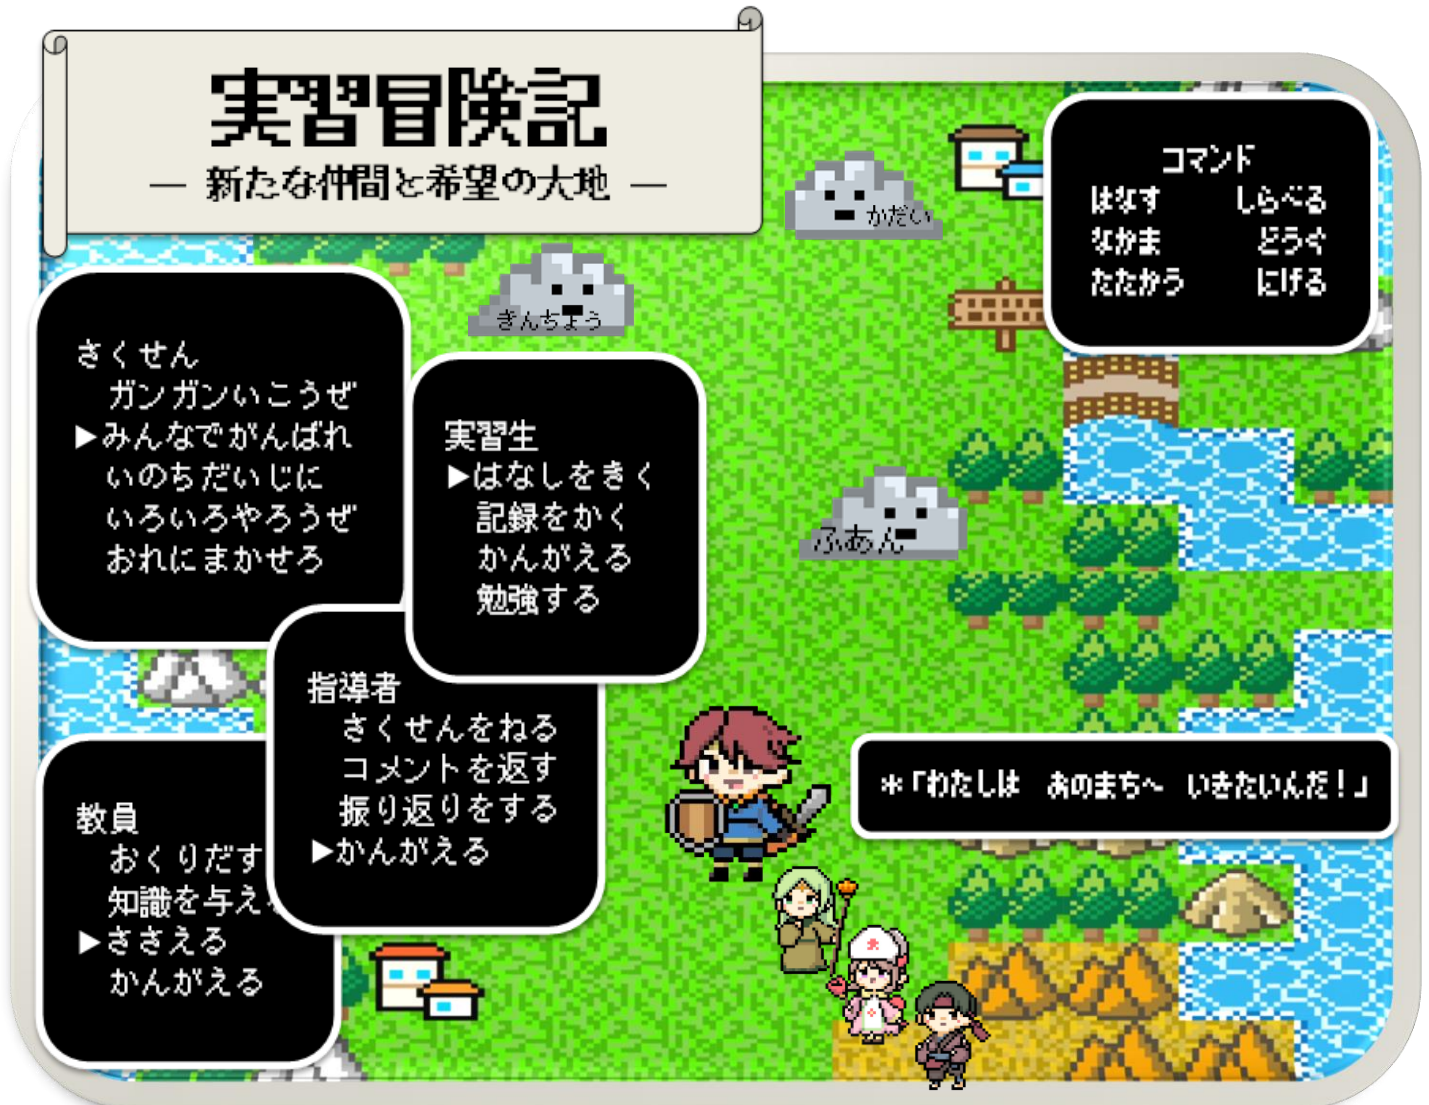 実習冒険記
― 新たな仲間と希望の大地 ―
コマンド
はなす しらべる
なかま どうぐ
たたかう にげる
かだい
きんちょう
さくせん
ガンガンいこうぜ
▶みんなでがんばれ
いのちだいじに
いろいろやろうぜ
おれにまかせろ
実習生
▶はなしをきく
記録をかく
かんがえる
勉強する
ふあん
指導者
さくせんをねる
コメントを返す
振り返りをする
▶かんがえる
＊「わたしは あのまちへ いきたいんだ！」
教員
おくりだす
知識を与え
▶ささえる
かんがえる